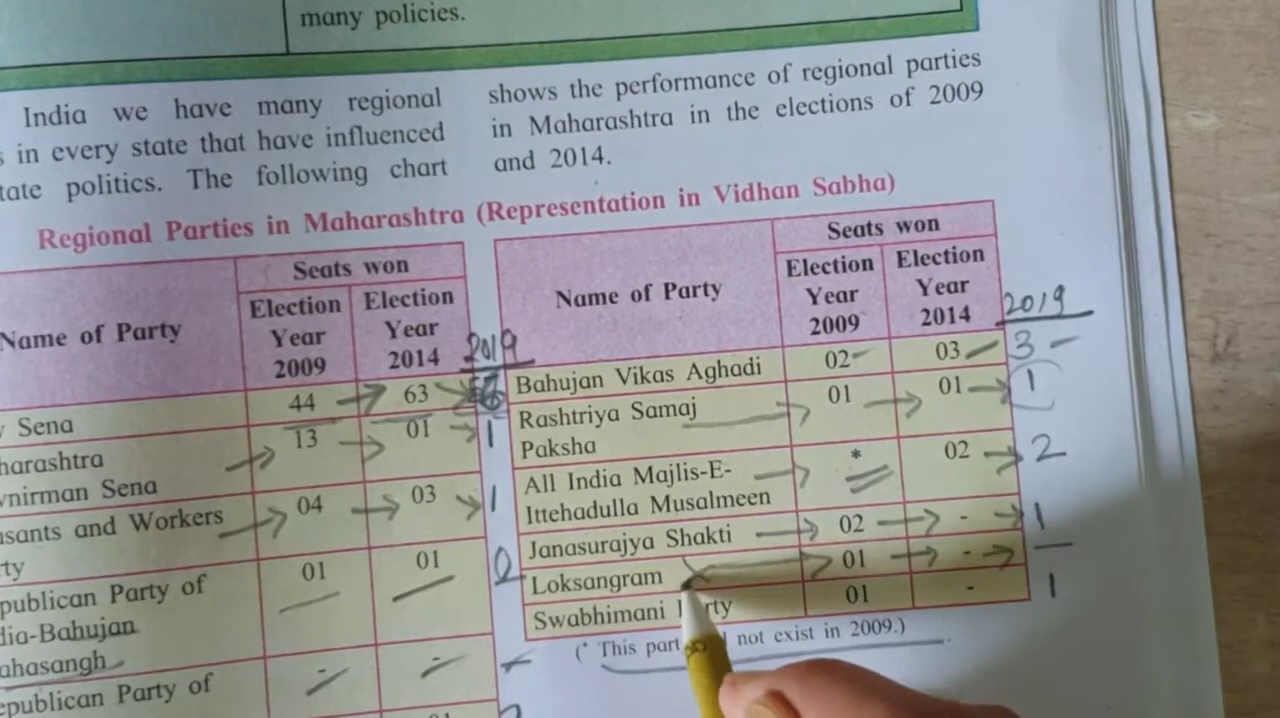 many policies.
India we have many regional
in every state that have influenced
tate politics. The following chart
shows the performance of regional parties
in Maharashtra in the elections of 2009
and 2014.
Regional Parties in Maharashtra (Representation in Vidhan Sabha)
Name of Party
Seats won
Election Year 2009
Election Year 2014
2019
Sena 44 63
harashtra
vnirman Sena 13 01 1
asants and Workers
ty 04 03 1
publican Party of
dia-Bahujan
ahasangh 01 01 0
epublican Party of - -
Name of Party
Seats won
Election Year 2009
Election Year 2014
2019
Bahujan Vikas Aghadi 02 03 3
Rashtriya Samaj
Paksha 01 01 1
All India Majlis-E-
Ittehadulla Musalmeen * 02 2
Janasurajya Shakti 02 - 1
Loksangram 01 - -
Swabhimani 01 - 1
(* This not exist in 2009.)